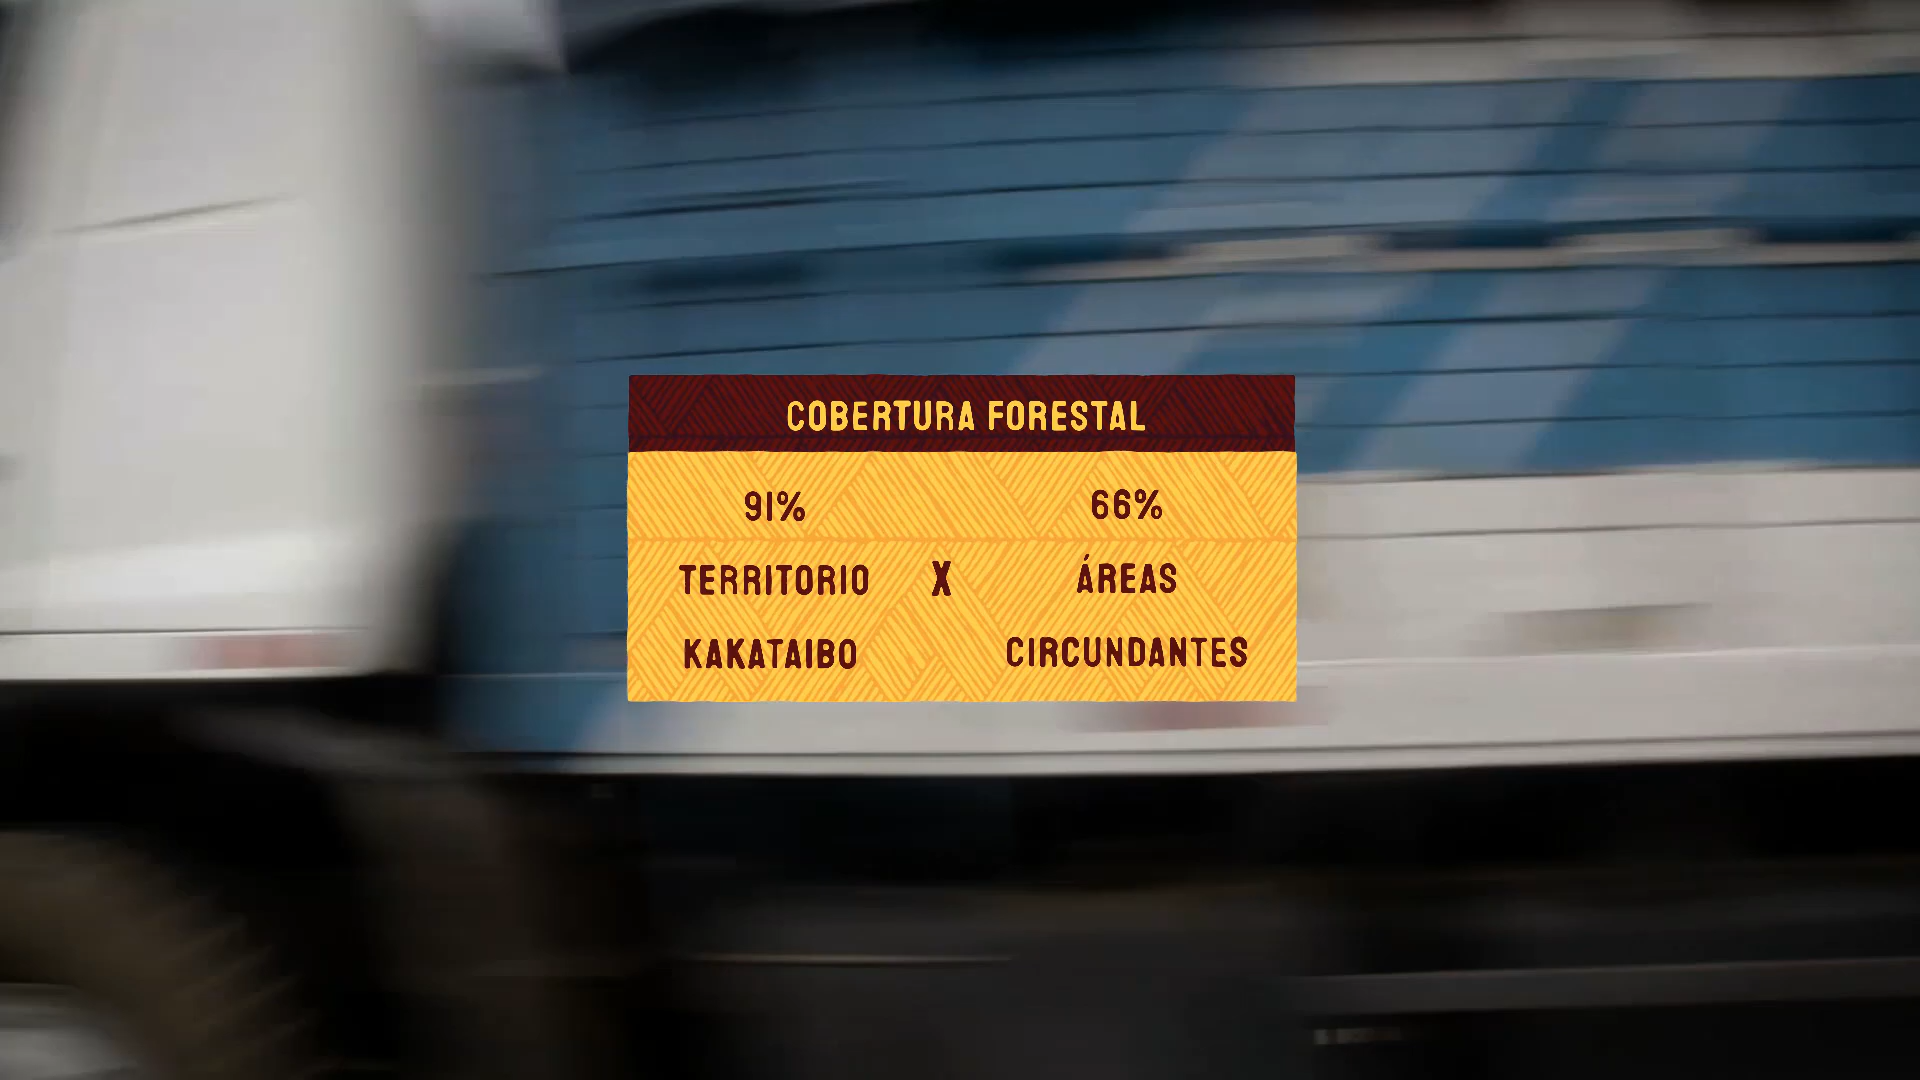 COBERTURA FORESTAL
91% 66%
TERRITORIO X ÁREAS
KAKATAIBO CIRCUNDANTES